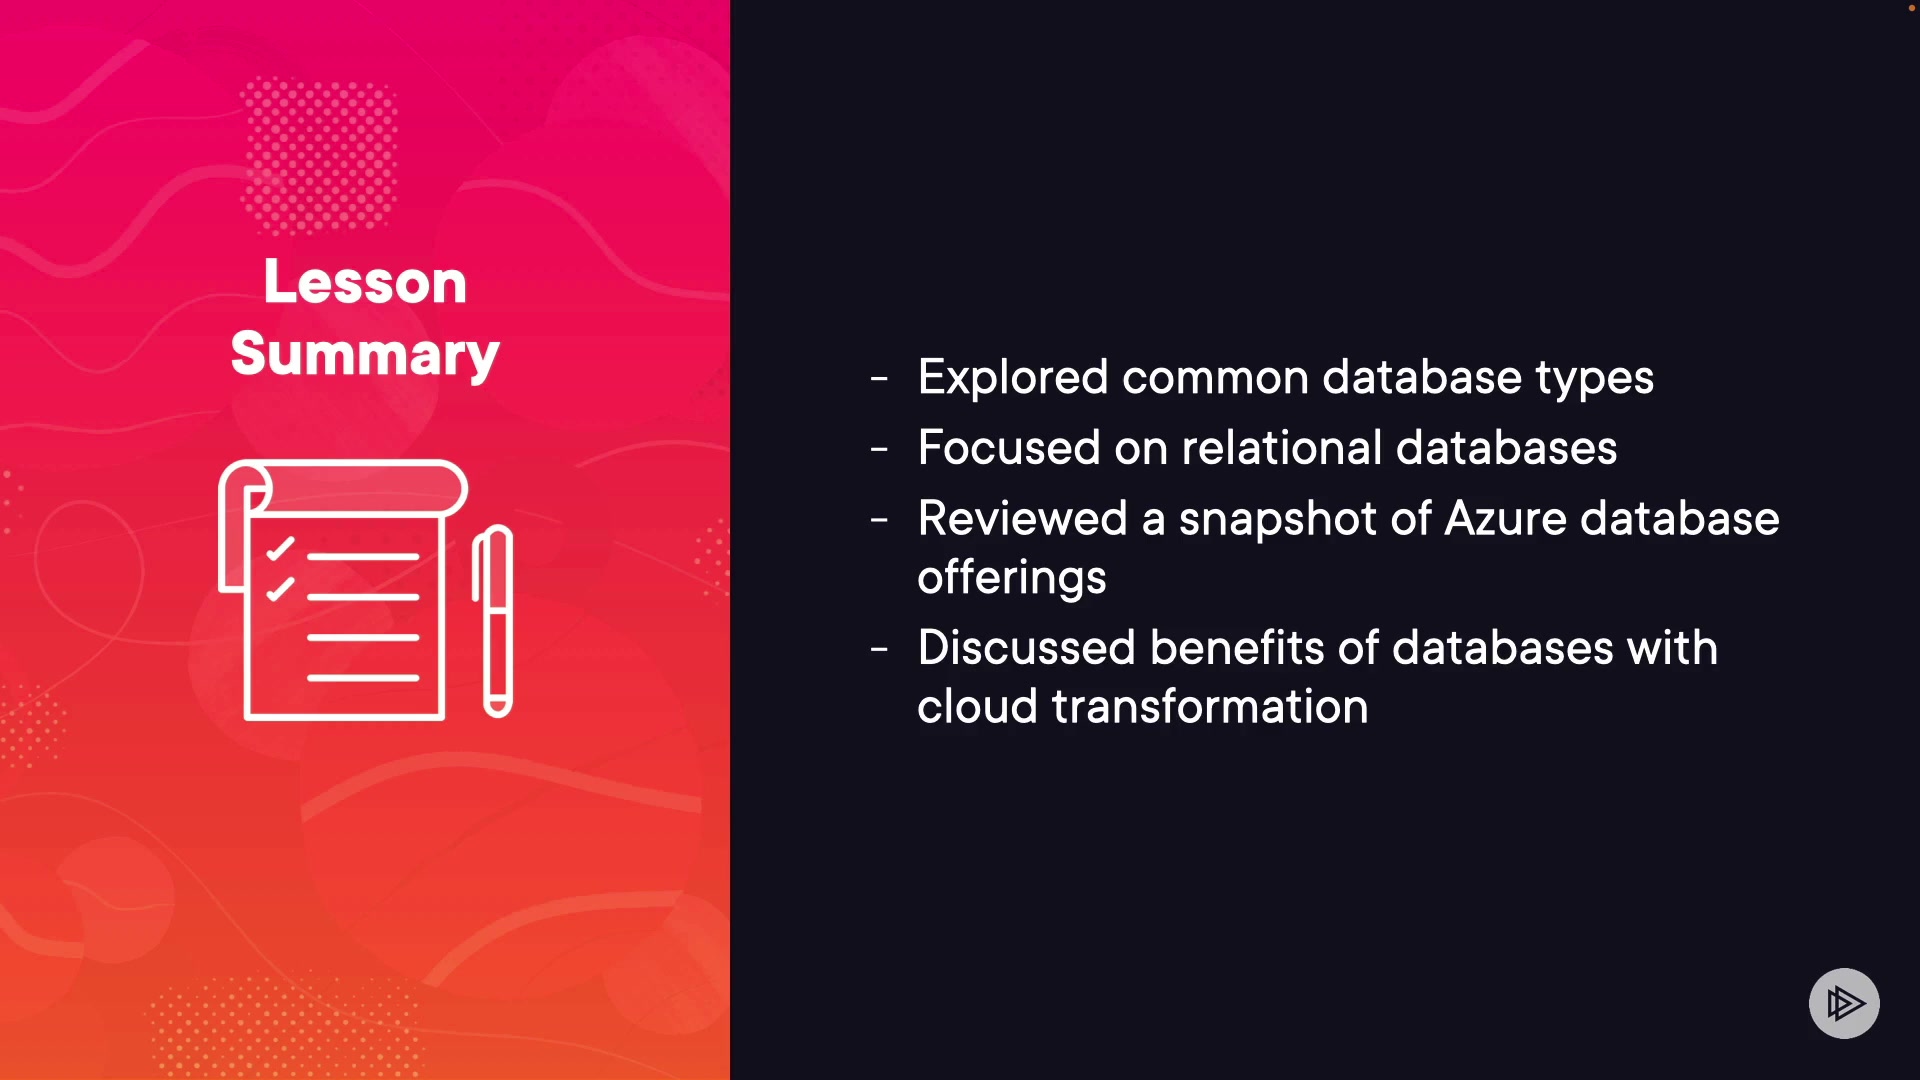 Lesson
Summary
- Explored common database types
- Focused on relational databases
- Reviewed a snapshot of Azure database
offerings
- Discussed benefits of databases with
cloud transformation